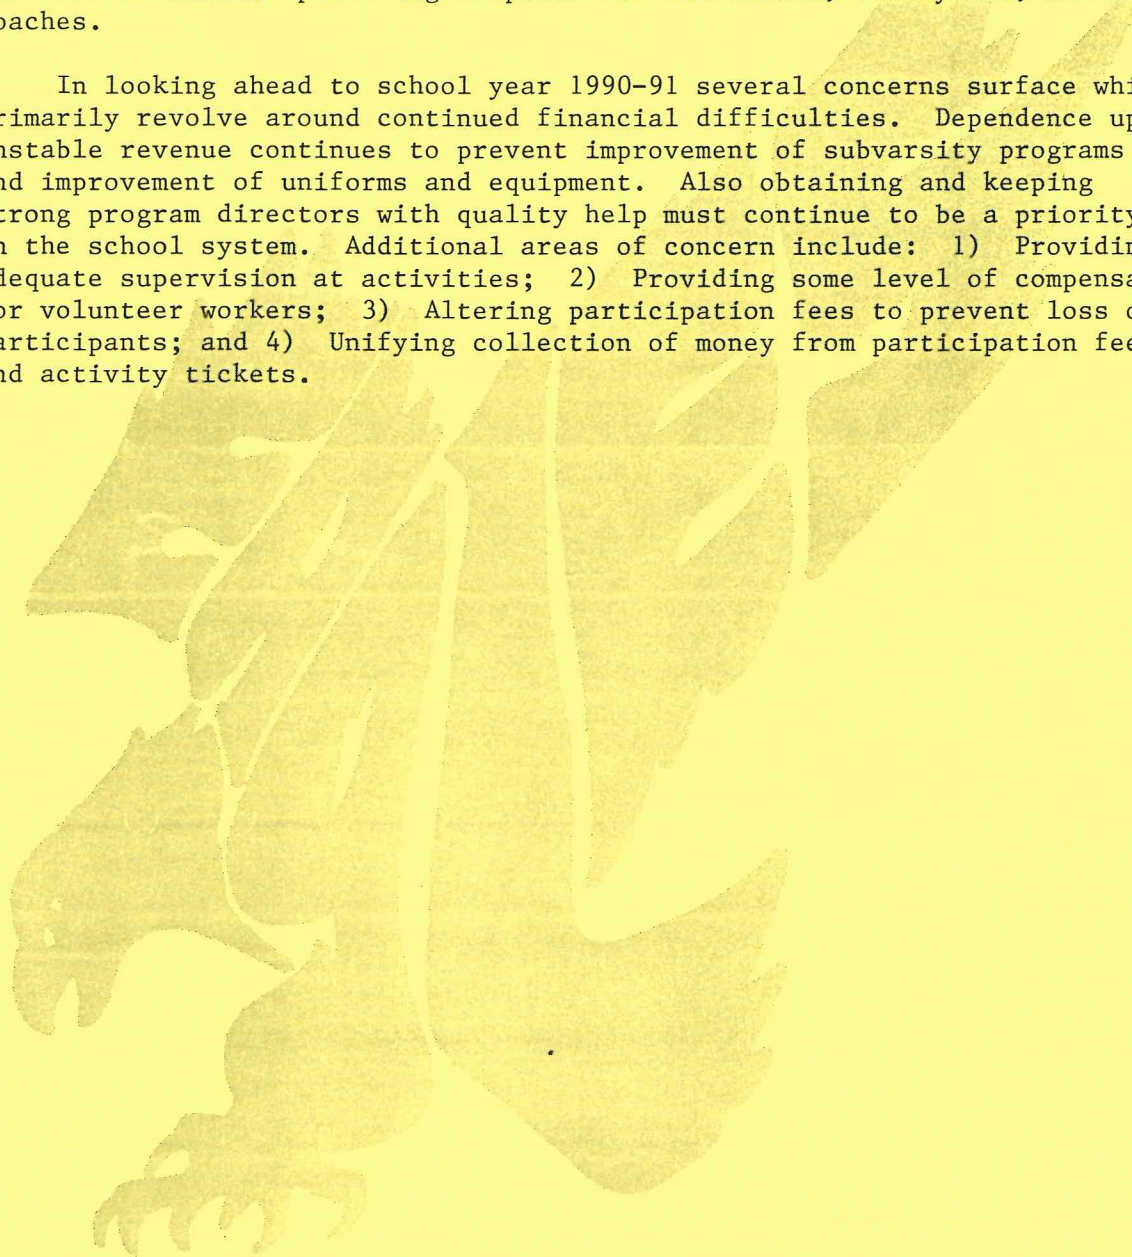 oaches.
In looking ahead to school year 1990-91 several concerns surface whi
rimarily revolve around continued financial difficulties. Dependence up
nstable revenue continues to prevent improvement of subvarsity programs
nd improvement of uniforms and equipment. Also obtaining and keeping
trong program directors with quality help must continue to be a priority
n the school system. Additional areas of concern include: 1) Providin
dequate supervision at activities; 2) Providing some level of compensa
or volunteer workers; 3) Altering participation fees to prevent loss o
articipants; and 4) Unifying collection of money from participation fee
nd activity tickets.